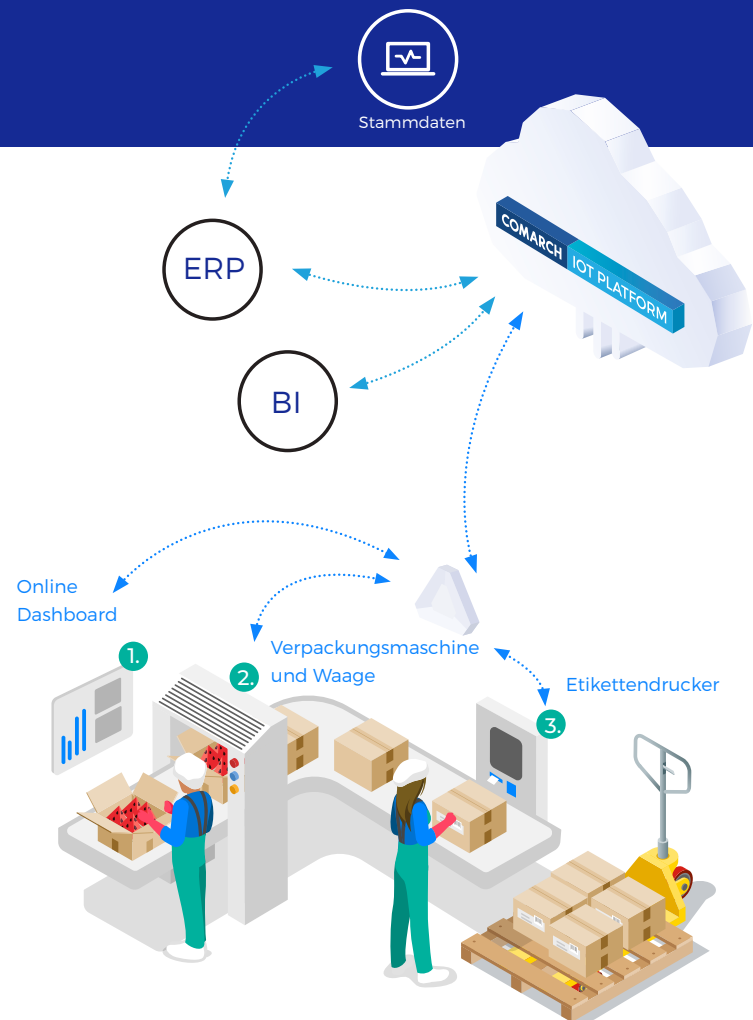 Stammdaten
COMARCH IOT PLATFORM
ERP
BI
Online
Dashboard
1.
2.
Verpackungsmaschine
und Waage
Etikettendrucker
3.